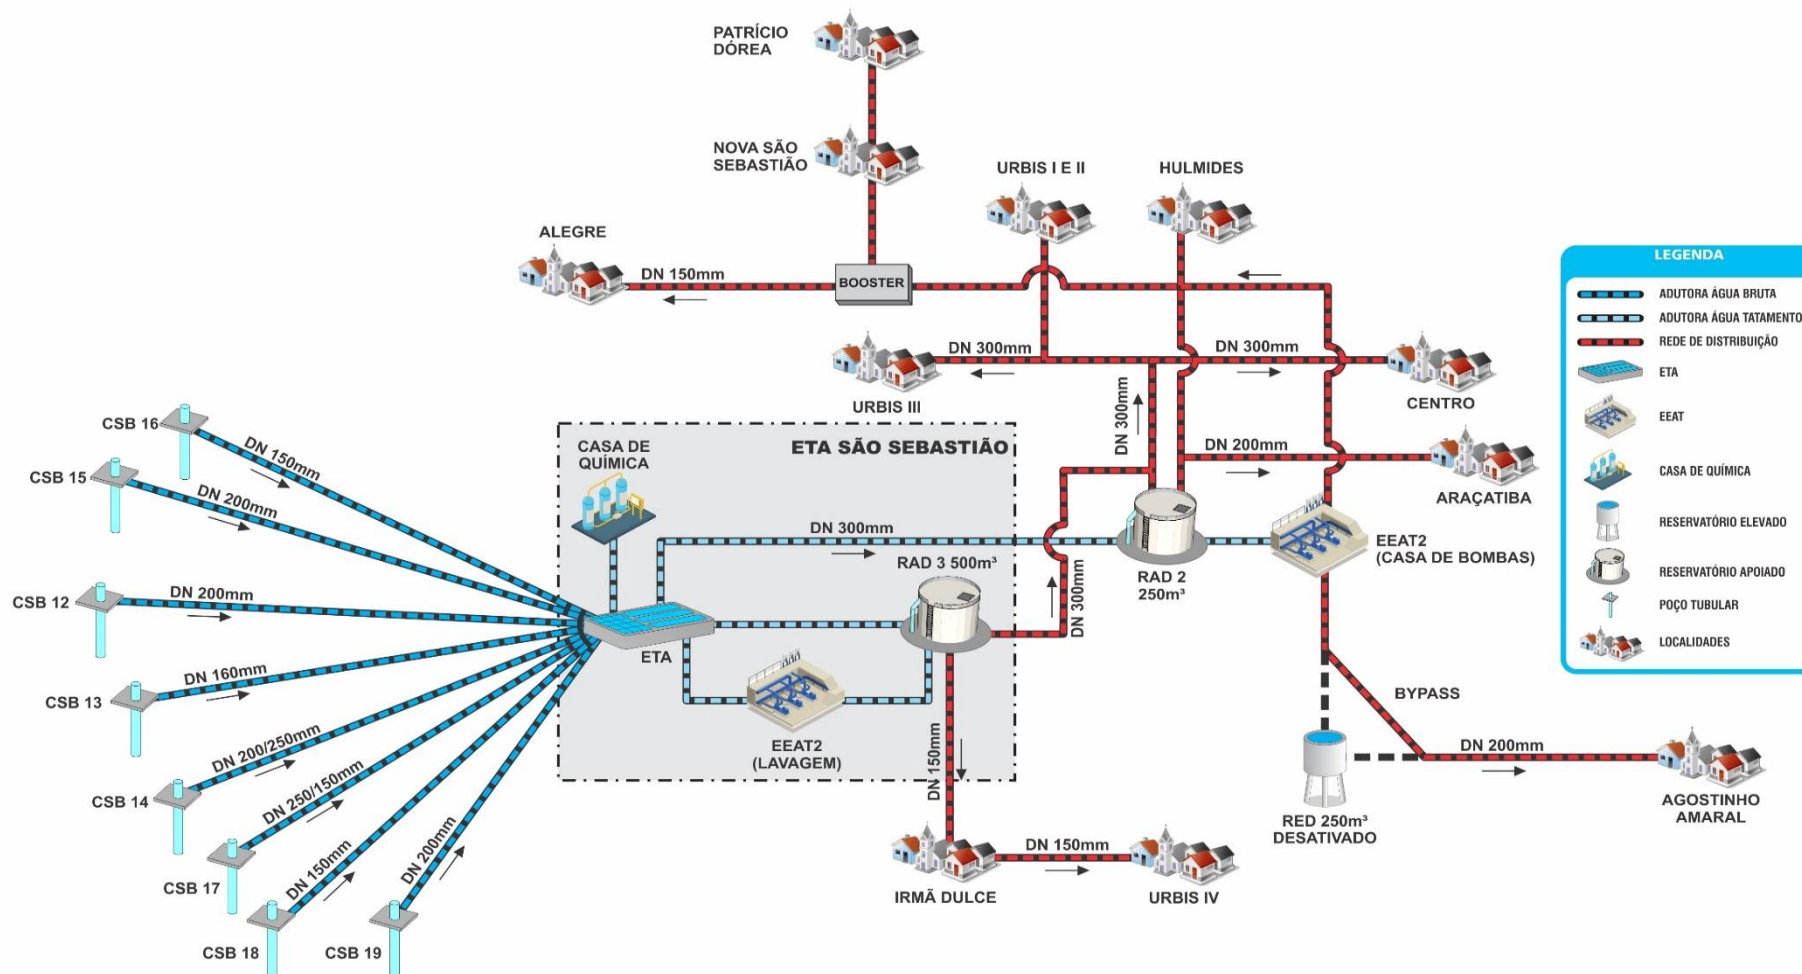 PATRÍCIO
DÓREA
NOVA SÃO
SEBASTIÃO
URBIS I E II
HULMIDES
ALEGRE
DN 150mm
BOOSTER
LEGENDA
ADUTORA ÁGUA BRUTA
ADUTORA ÁGUA TATAMENTO
REDE DE DISTRIBUIÇÃO
ETA
EEAT
CASA DE QUÍMICA
RESERVATÓRIO ELEVADO
RESERVATÓRIO APOIADO
POÇO TUBULAR
LOCALIDADES
DN 300mm
DN 300mm
URBIS III
CENTRO
DN 300mm
DN 200mm
ARAÇATIBA
CSB 16
DN 150mm
CASA DE
QUÍMICA
ETA SÃO SEBASTIÃO
CSB 15
DN 200mm
DN 300mm
RAD 3 500m³
RAD 2
250m³
EEAT2
(CASA DE BOMBAS)
DN 300mm
CSB 12
DN 200mm
ETA
CSB 13
DN 160mm
EEAT2
(LAVAGEM)
BYPASS
CSB 14
DN 200/250mm
DN 150mm
DN 200mm
RED 250m³
DESATIVADO
AGOSTINHO
AMARAL
CSB 17
DN 250/150mm
CSB 18
DN 150mm
CSB 19
DN 200mm
IRMÃ DULCE
DN 150mm
URBIS IV